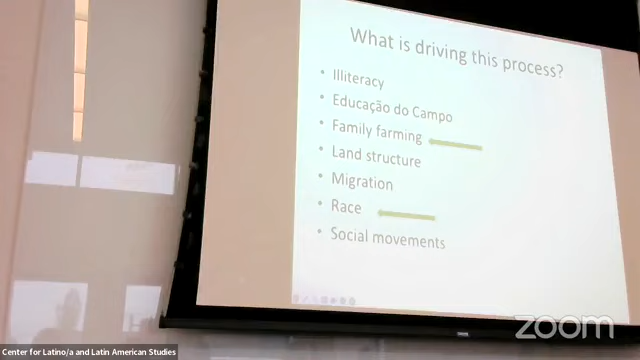 What is driving this process?
• Illiteracy
• Educação do Campo
• Family farming
• Land structure
• Migration
• Race
• Social movements
zoom
Center for Latino/a and Latin American Studies